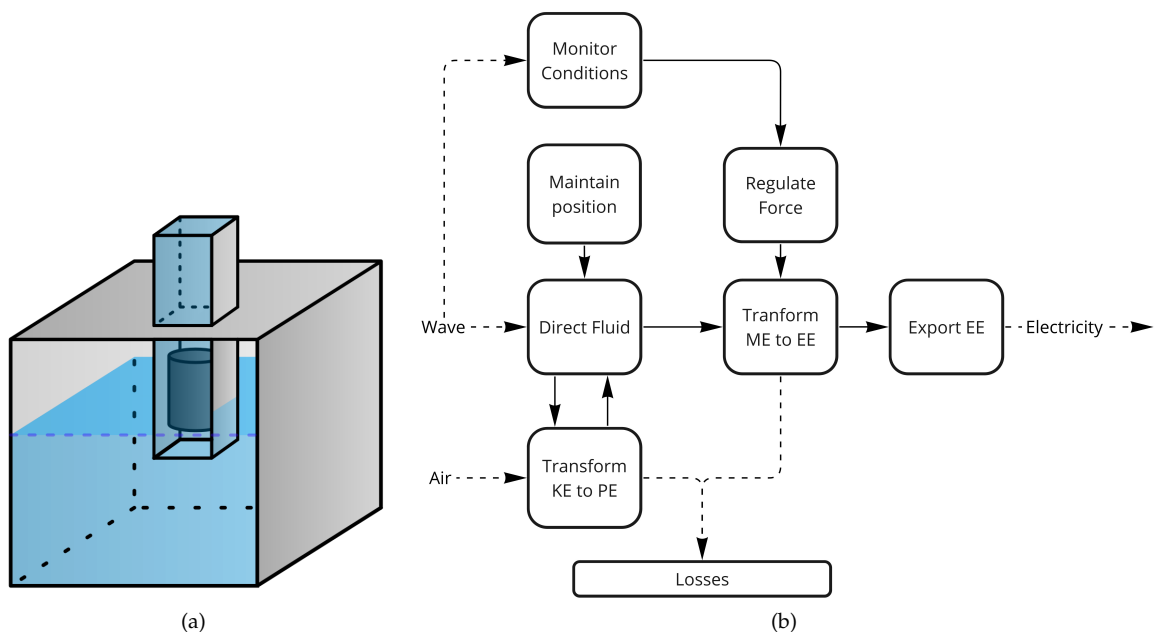 Monitor
Conditions
Maintain
position
Regulate
Force
Wave
Direct Fluid
Tranform
ME to EE
Export EE
Electricity
Air
Transform
KE to PE
Losses
(a)
(b)